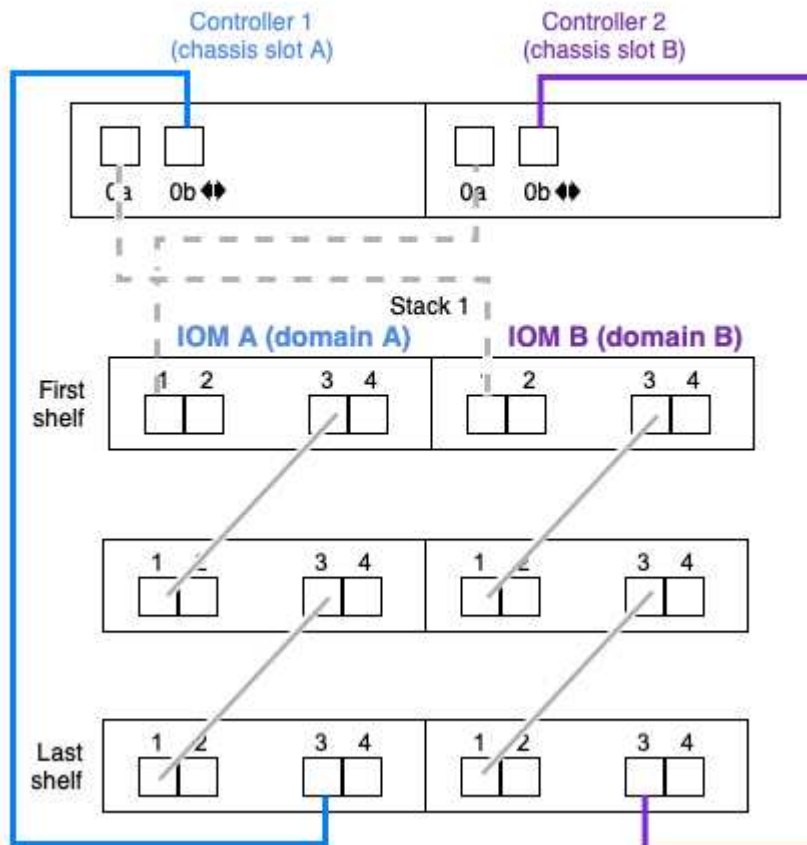 Controller 1 Controller 2
(chassis slot A) (chassis slot B)
0a 0b 0a 0b
Stack 1
IOM A (domain A) IOM B (domain B)
First shelf
1 2 3 4 1 2 3 4
1 2 3 4 1 2 3 4
Last shelf
1 2 3 4 1 2 3 4